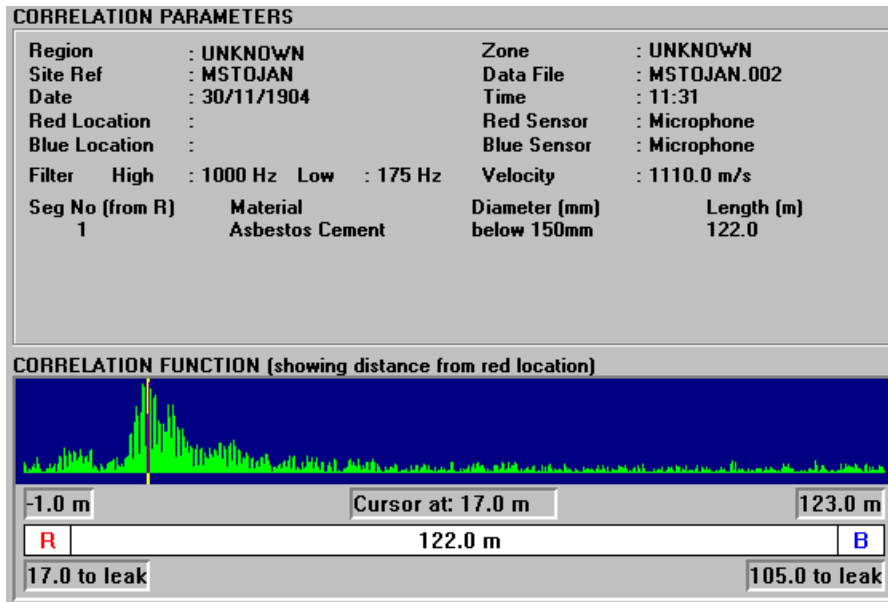 CORRELATION PARAMETERS
Region : UNKNOWN Zone : UNKNOWN
Site Ref : MSTOJAN Data File : MSTOJAN.002
Date : 30/11/1904 Time : 11:31
Red Location : Red Sensor : Microphone
Blue Location : Blue Sensor : Microphone
Filter High : 1000 Hz Low : 175 Hz Velocity : 1110.0 m/s
Seg No (from R) Material Diameter (mm) Length (m)
1 Asbestos Cement below 150mm 122.0
CORRELATION FUNCTION (showing distance from red location)
-1.0 m Cursor at: 17.0 m 123.0 m
R 122.0 m B
17.0 to leak 105.0 to leak